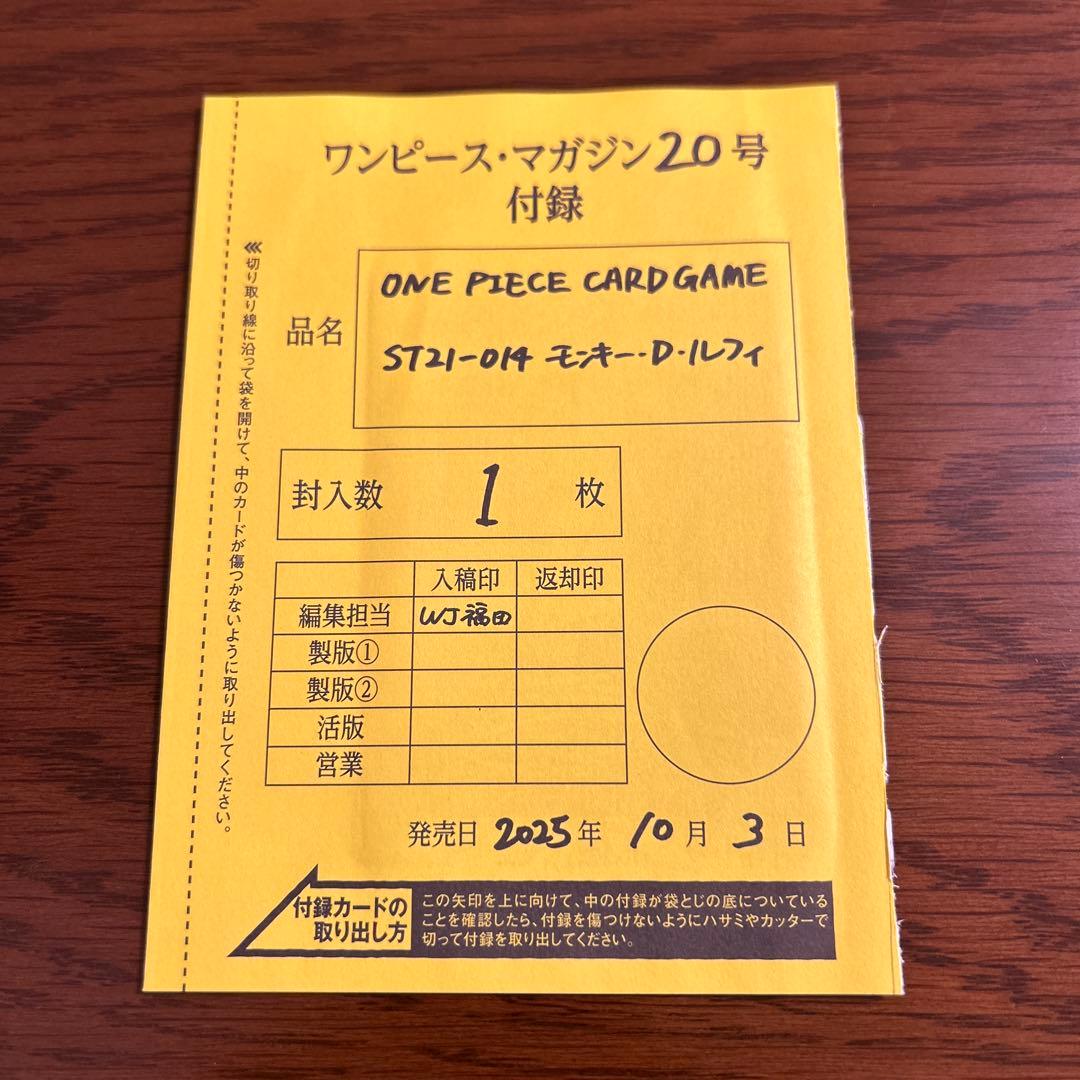 ワンピース・マガジン20号
付録
品名
ONE PIECE CARD GAME
ST21-014 モンキー・D・ルフィ
封入数 1 枚
入稿印 返却印
編集担当 WJ福田
製版①
製版②
活版
営業
発売日 2025年 10月 3日
付録カードの
取り出し方
この矢印を上に向けて、中の付録が袋とじの底についている
ことを確認したら、付録を傷つけないようにハサミやカッターで
切って付録を取り出してください。
⋘切り取り線に沿って袋を開けて、中のカードが傷つかないように取り出してください。